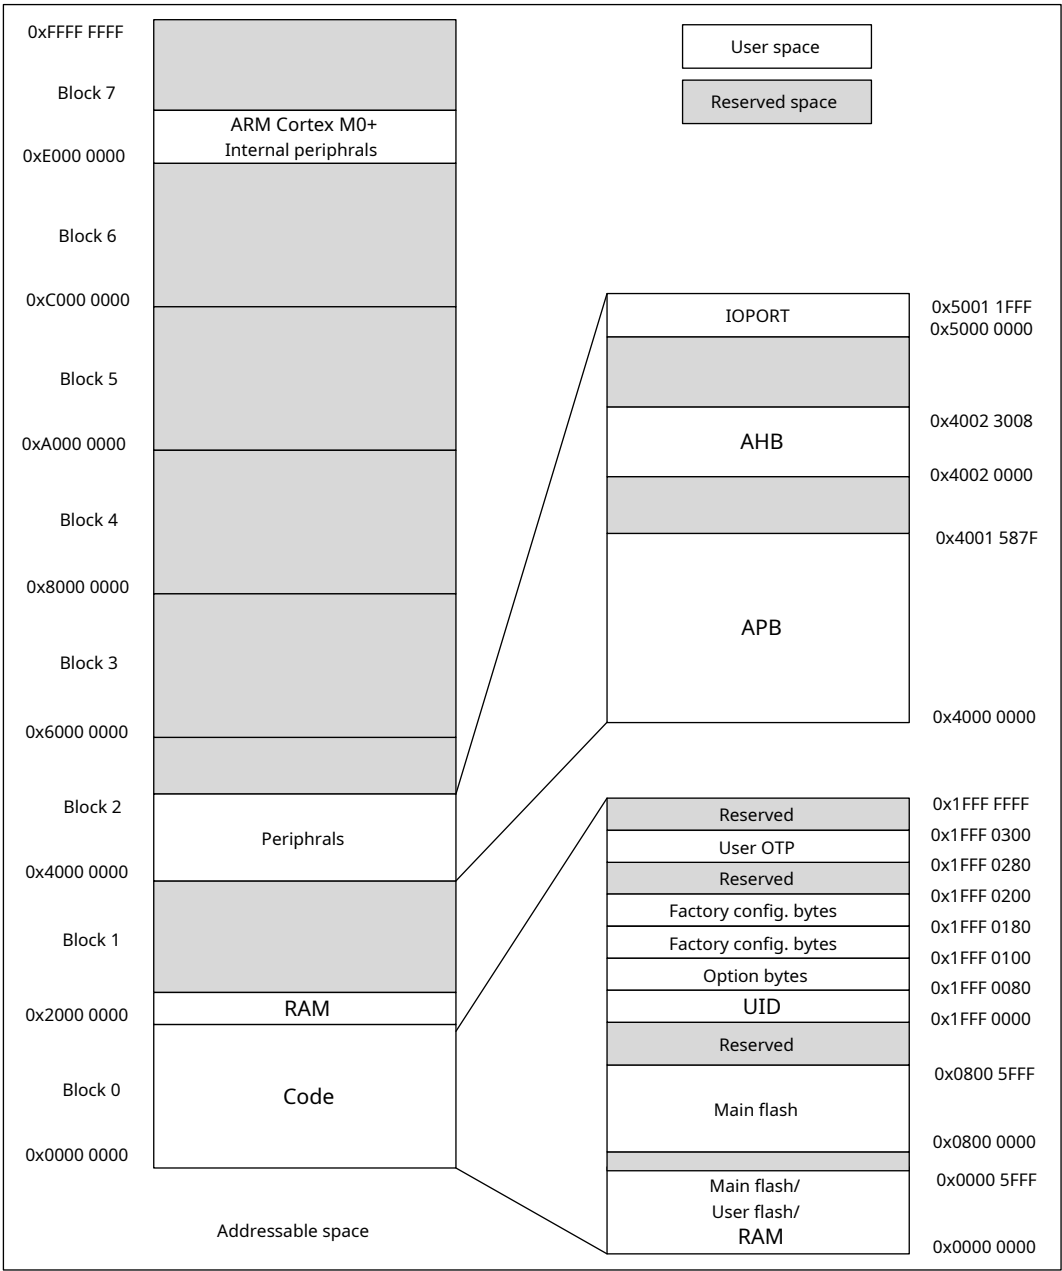 0xFFFF FFFF
Block 7
ARM Cortex M0+
Internal periphrals
0xE000 0000
Block 6
0xC000 0000
Block 5
0xA000 0000
Block 4
0x8000 0000
Block 3
0x6000 0000
Block 2
Periphrals
0x4000 0000
Block 1
RAM
0x2000 0000
Block 0
Code
0x0000 0000
Addressable space
User space
Reserved space
IOPORT
0x5001 1FFF
0x5000 0000
0x4002 3008
AHB
0x4002 0000
0x4001 587F
APB
0x4000 0000
0x1FFF FFFF
Reserved
0x1FFF 0300
User OTP
0x1FFF 0280
Reserved
0x1FFF 0200
Factory config. bytes
0x1FFF 0180
Factory config. bytes
0x1FFF 0100
Option bytes
0x1FFF 0080
UID
0x1FFF 0000
Reserved
0x0800 5FFF
Main flash
0x0800 0000
0x0000 5FFF
Main flash/
User flash/
RAM
0x0000 0000